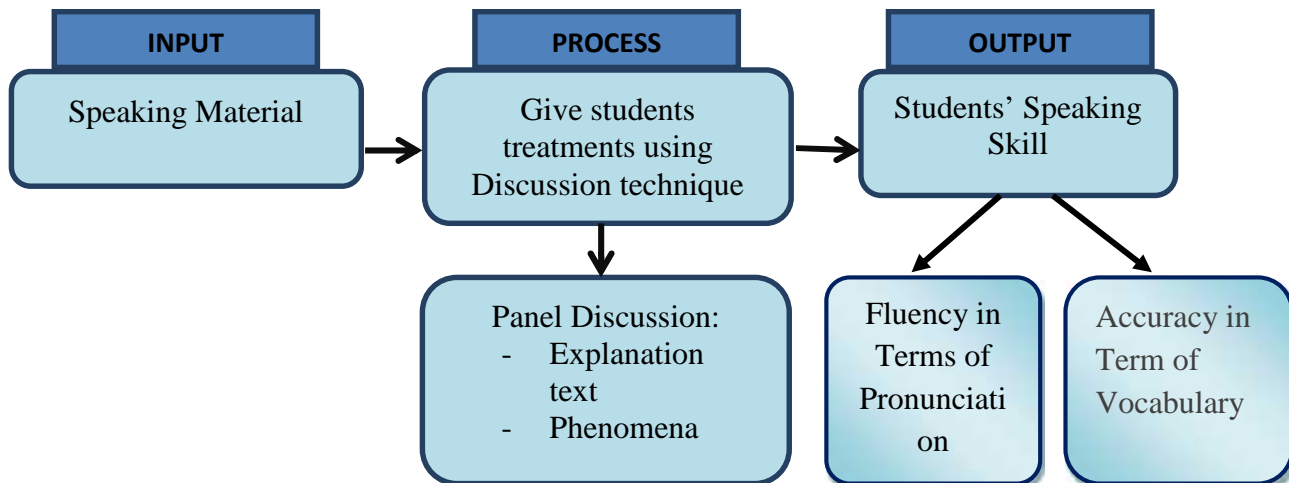 INPUT
Speaking Material
PROCESS
Give students
treatments using
Discussion technique
OUTPUT
Students’ Speaking
Skill
Panel Discussion:
- Explanation
text
- Phenomena
Fluency in
Terms of
Pronunciati
on
Accuracy in
Term of
Vocabulary